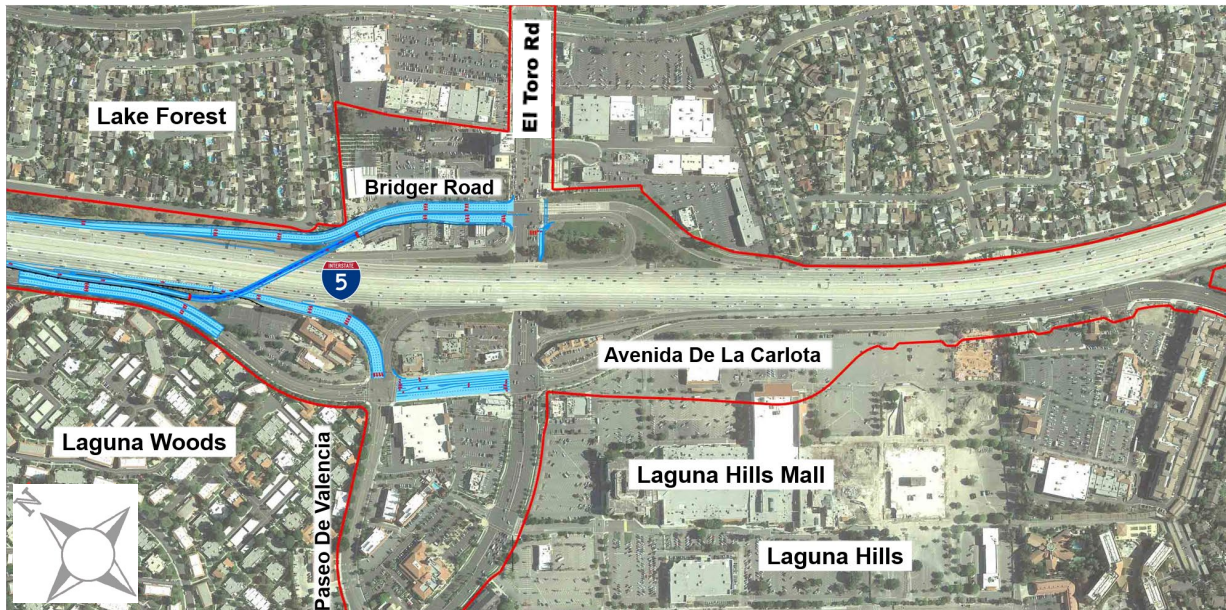 El Toro Rd
Lake Forest
Bridger Road
INTERSTATE
5
Avenida De La Carlota
Laguna Woods
Paseo De Valencia
Laguna Hills Mall
Laguna Hills
N